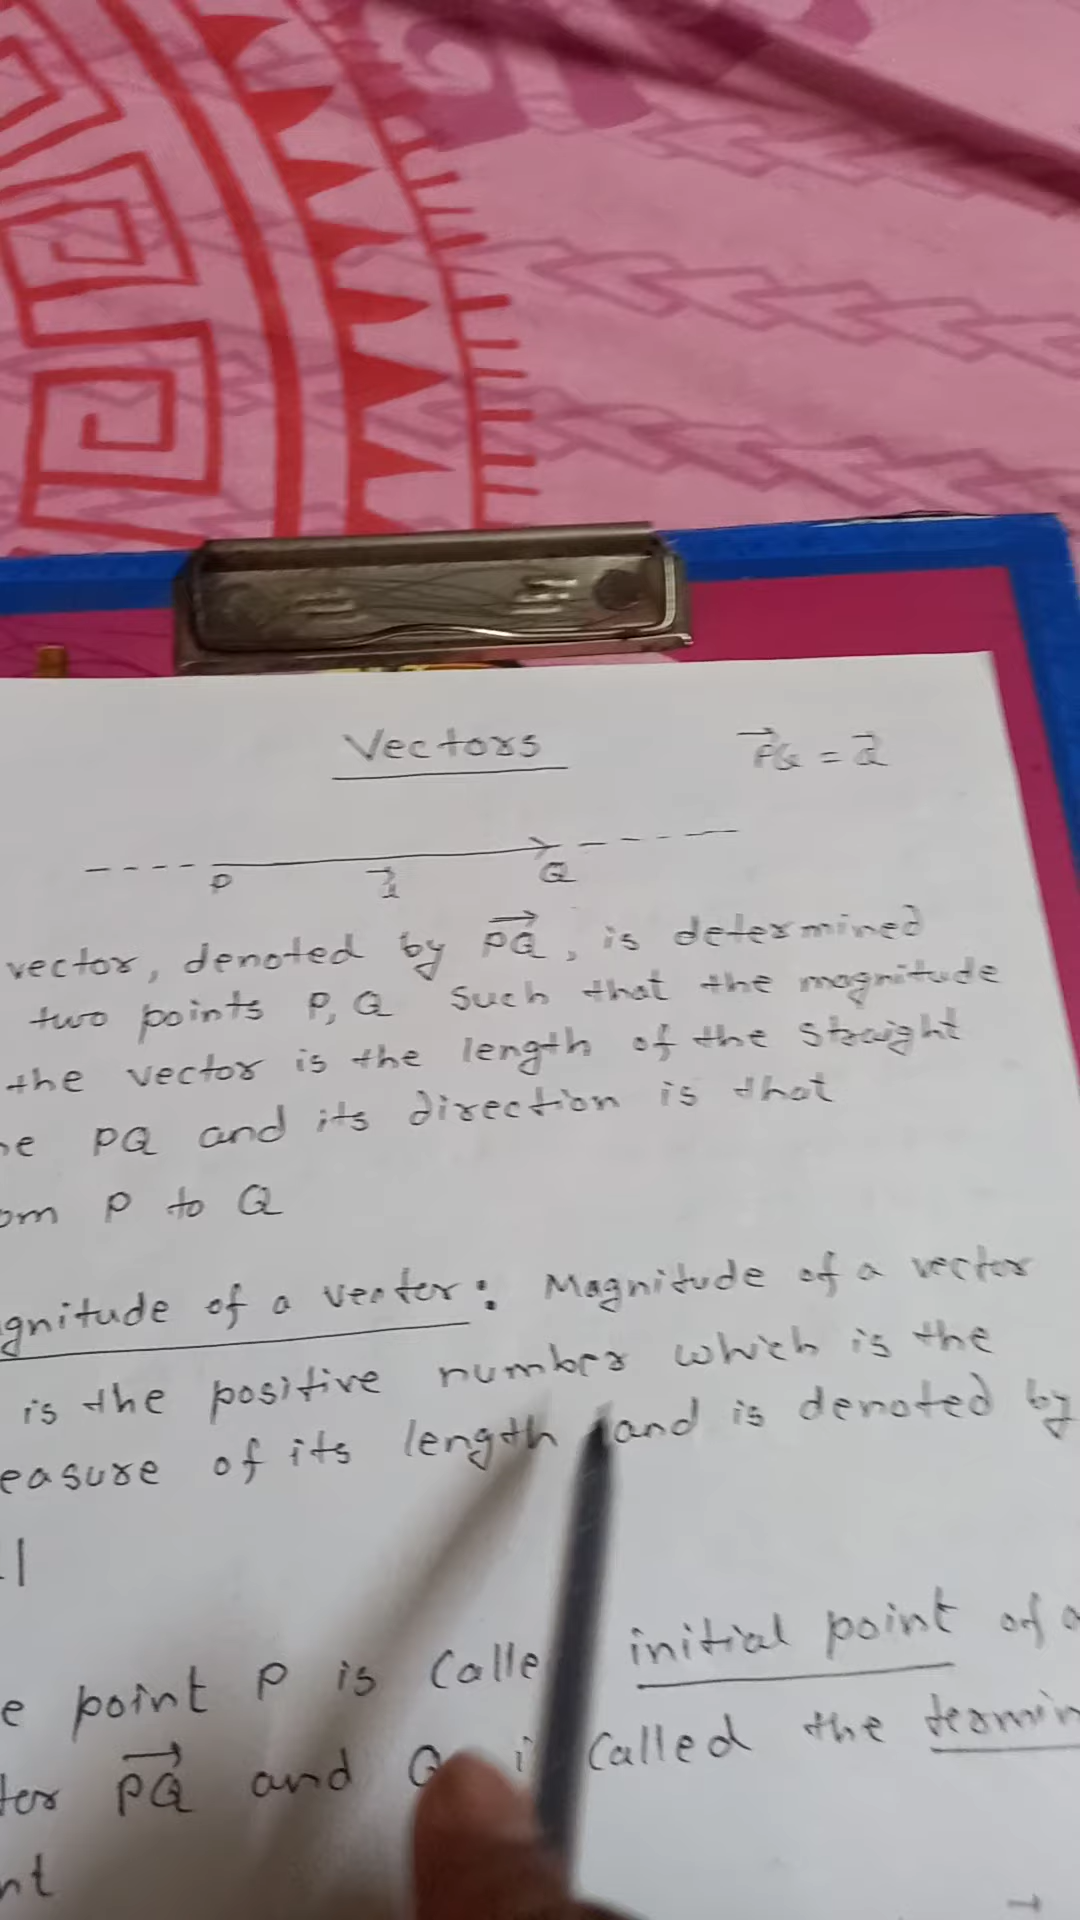 Vectors
PQ = a
P a Q
vector, denoted by PQ, is determined
two points P, Q such that the magnitude
the vector is the length of the straight
PQ and its direction is that
P to Q
gnitude of a vector: Magnitude of a vector
is the positive number which is the
easure of its length and is denoted by
|
point P is calle initial point of a
PQ and Q i called the termin
nt